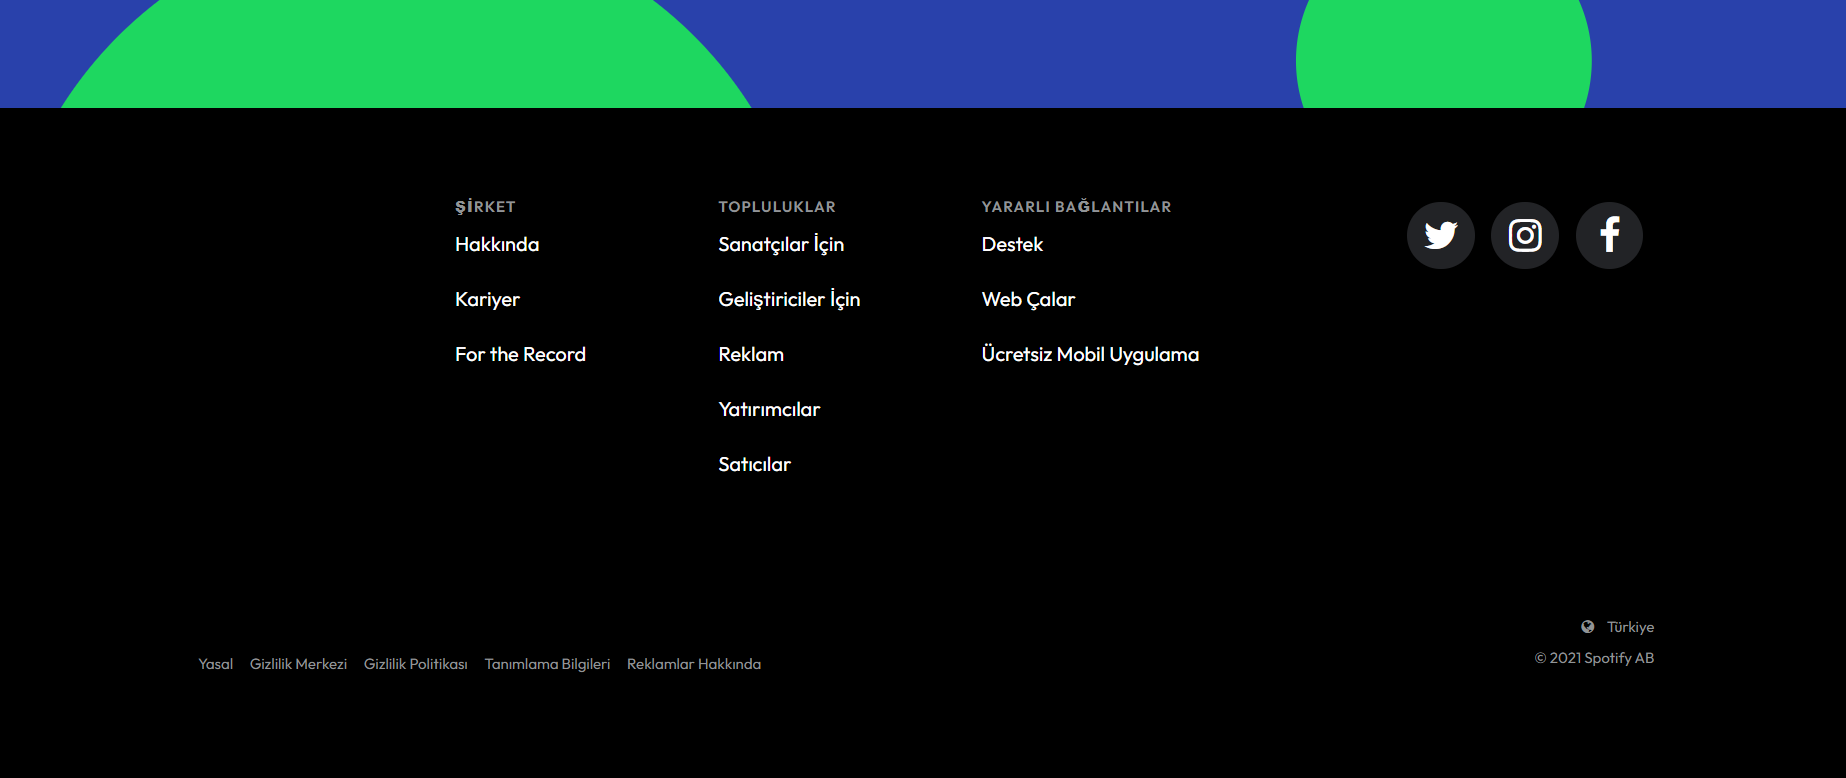 ŞİRKET
Hakkında
Kariyer
For the Record
TOPLULUKLAR
Sanatçılar İçin
Geliştiriciler İçin
Reklam
Yatırımcılar
Satıcılar
YARARLI BAĞLANTILAR
Destek
Web Çalar
Ücretsiz Mobil Uygulama
Türkiye
© 2021 Spotify AB
Yasal Gizlilik Merkezi Gizlilik Politikası Tanımlama Bilgileri Reklamlar Hakkında